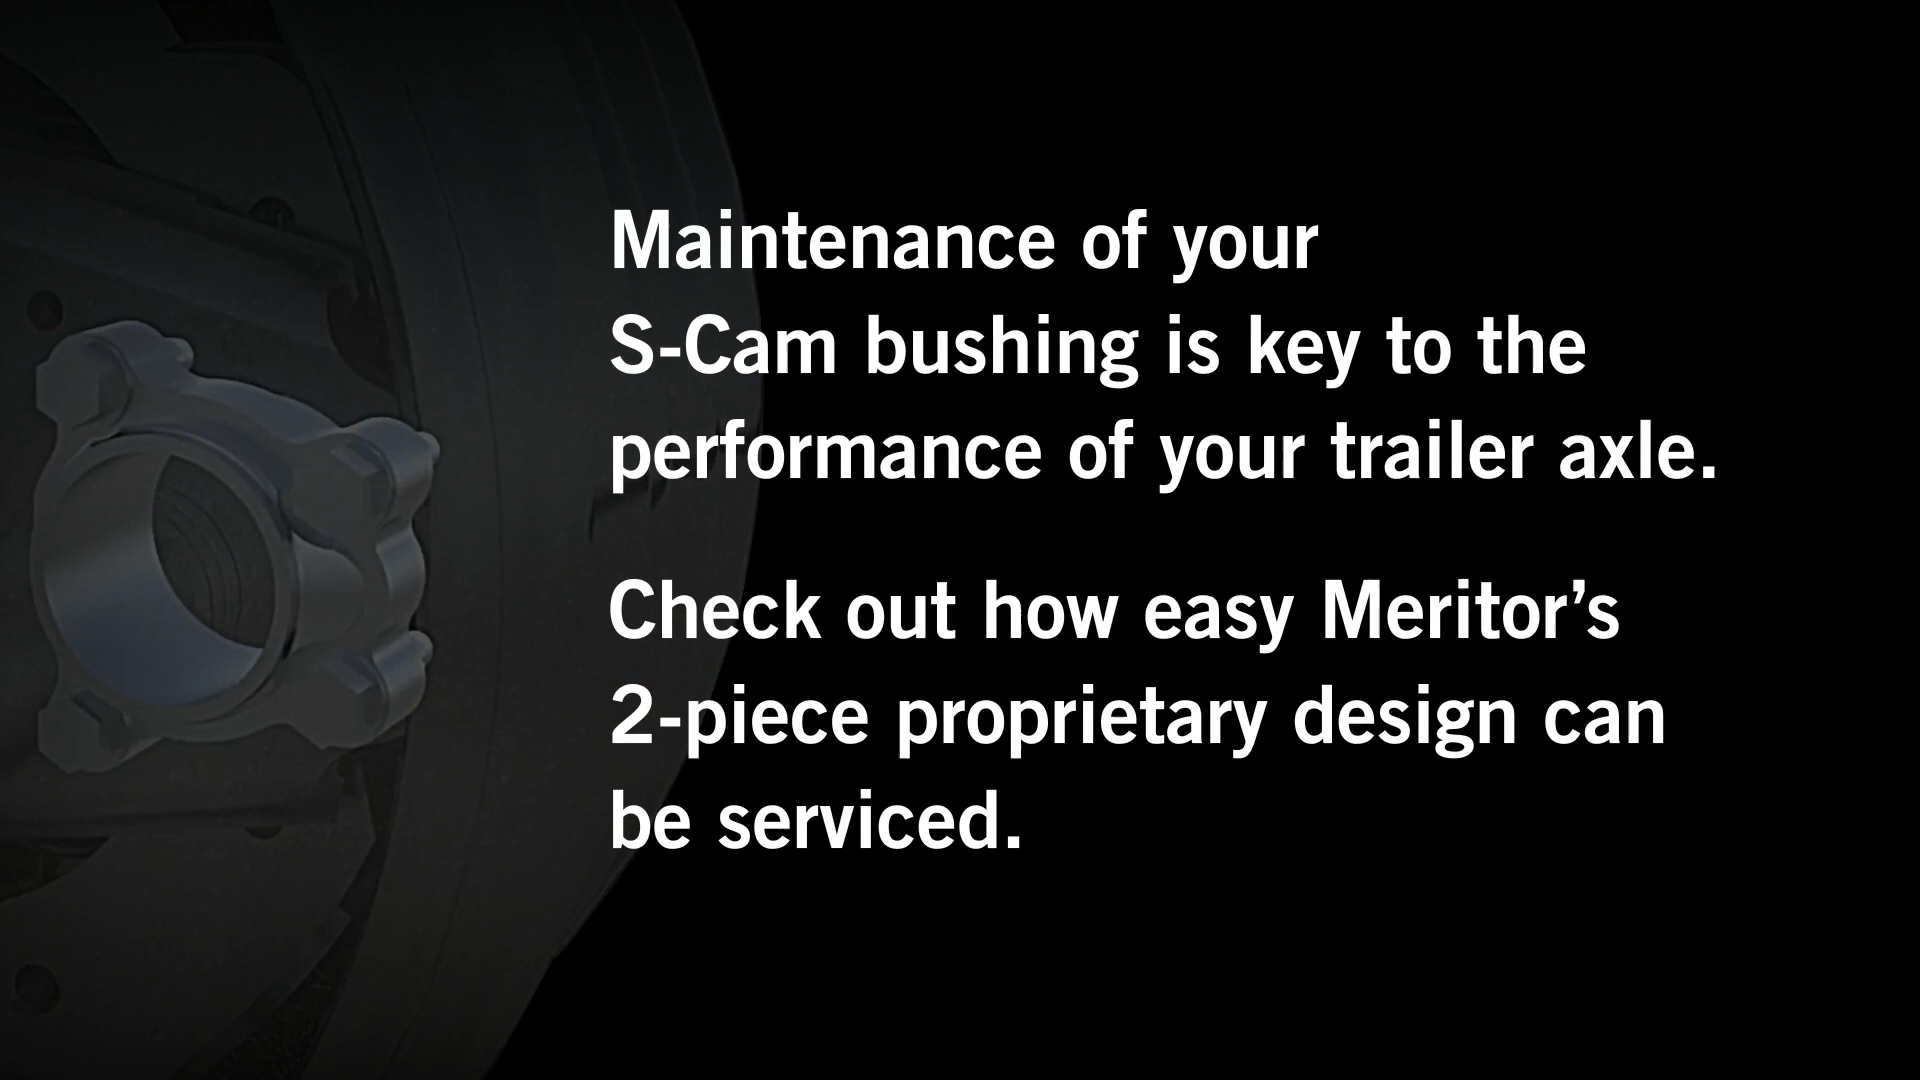 Maintenance of your
S-Cam bushing is key to the
performance of your trailer axle.
Check out how easy Meritor’s
2-piece proprietary design can
be serviced.